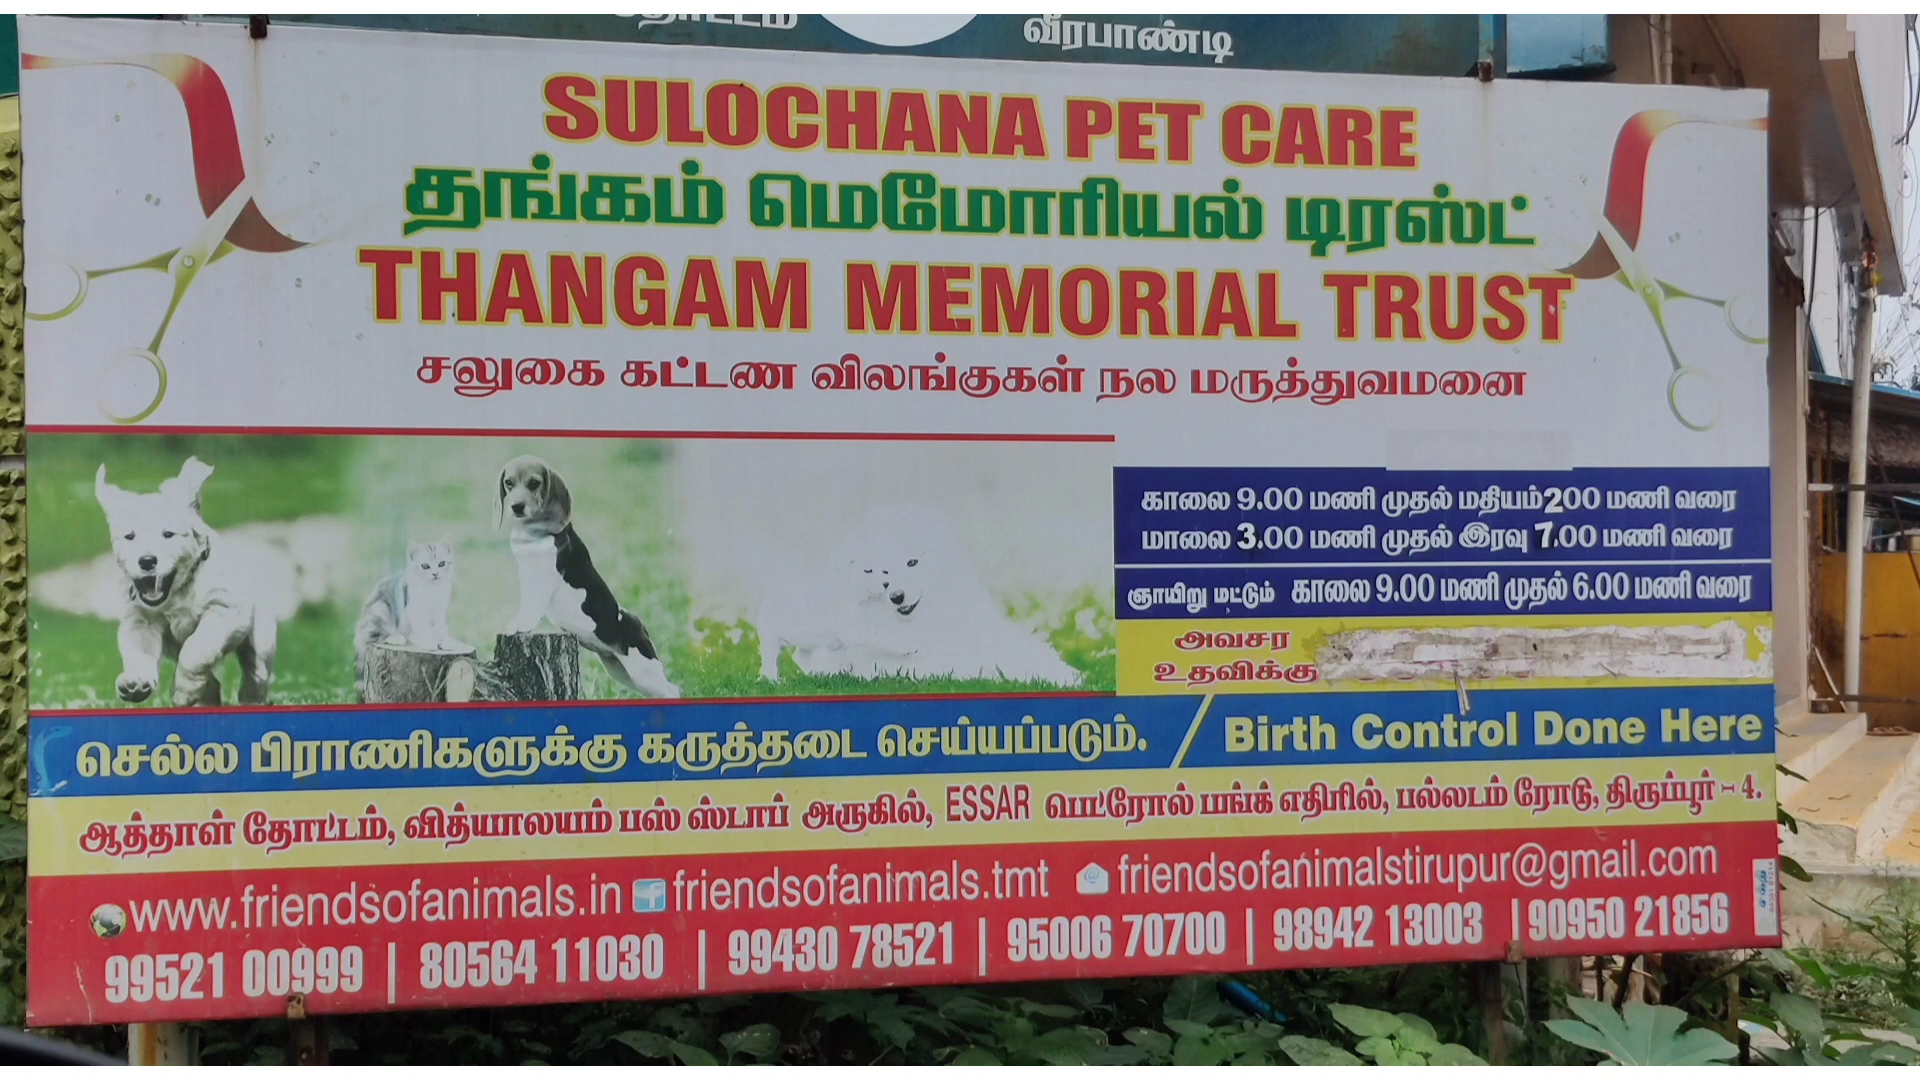 வீரபாண்டி
SULOCHANA PET CARE
தங்கம் மெமோரியல் டிரஸ்ட்
THANGAM MEMORIAL TRUST
சலுகை கட்டண விலங்குகள் நல மருத்துவமனை
காலை 9.00 மணி முதல் மதியம் 2.00 மணி வரை
மாலை 3.00 மணி முதல் இரவு 7.00 மணி வரை
ஞாயிறு மட்டும் காலை 9.00 மணி முதல் 6.00 மணி வரை
அவசர
உதவிக்கு
செல்ல பிராணிகளுக்கு கருத்தடை செய்யப்படும். / Birth Control Done Here
ஆத்தாள் தோட்டம், வித்யாலயம் பஸ் ஸ்டாப் அருகில், ESSAR பெட்ரோல் பங்க் எதிரில், பல்லடம் ரோடு, திருப்பூர் - 4.
www.friendsofanimals.in friendsofanimals.tmt friendsofanimalstirupur@gmail.com
99521 00999 | 80564 11030 | 99430 78521 | 95006 70700 | 98942 13003 | 90950 21856